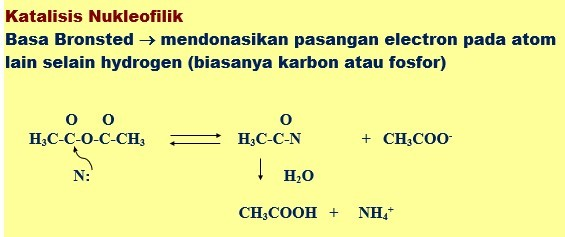 Katalisis Nukleofilik
Basa Bronsted → mendonasikan pasangan electron pada atom
lain selain hydrogen (biasanya karbon atau fosfor)
O O O
H₃C-C-O-C-CH₃ ⇌ H₃C-C-N + CH₃COO⁻
N: ↓ H₂O
CH₃COOH + NH₄⁺